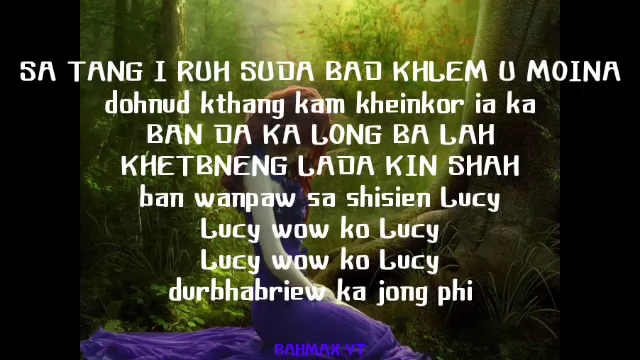 SA TANG I RUH SUDA BAD KHLEM U MOINA
dohnud kthang kam kheinkor ia ka
BAN DA KA LONG BA LAH
KHETBNENG LADA KIN SHAH
ban wanpaw sa shisien Lucy
Lucy wow ko Lucy
Lucy wow ko Lucy
durbhabriew ka jong phi
BAHMAX YT